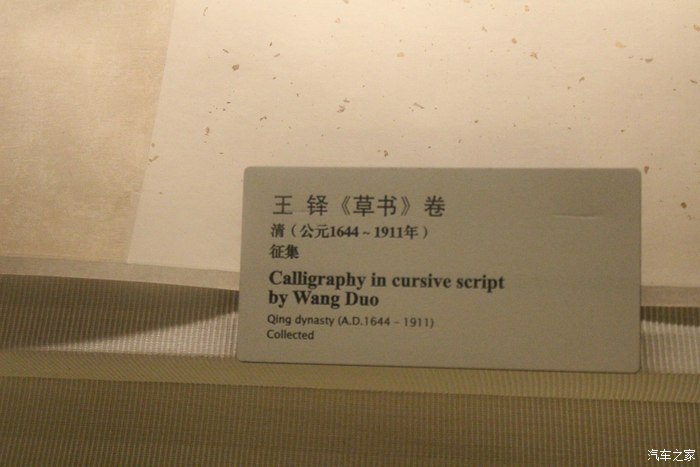 王 铎《草书》卷
清（公元1644～1911年）
征集
Calligraphy in cursive script
by Wang Duo
Qing dynasty (A.D.1644 – 1911)
Collected
汽车之家